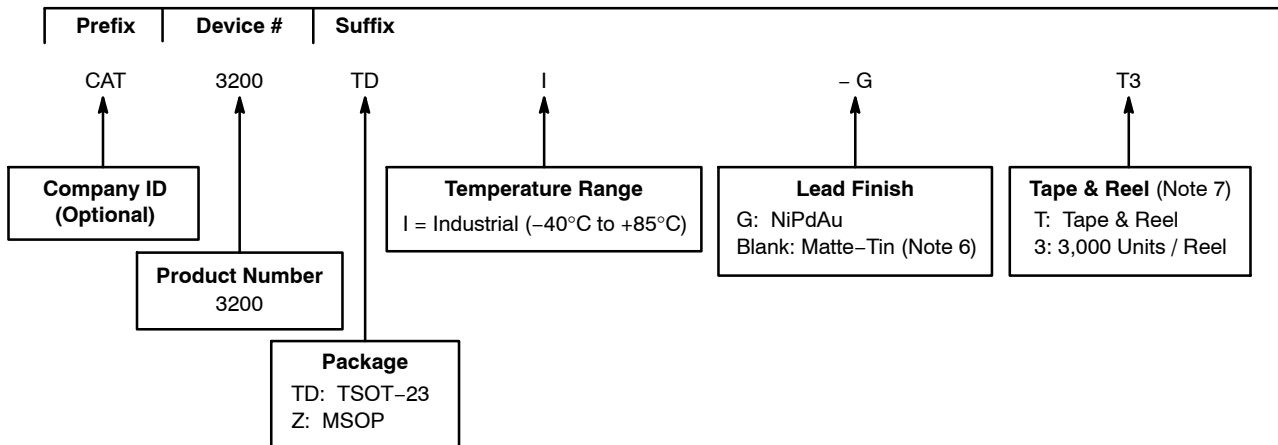 Prefix Device # Suffix
CAT 3200 TD I – G T3
Company ID
(Optional)
Product Number
3200
Package
TD: TSOT−23
Z: MSOP
Temperature Range
I = Industrial (−40°C to +85°C)
Lead Finish
G: NiPdAu
Blank: Matte−Tin (Note 6)
Tape & Reel (Note 7)
T: Tape & Reel
3: 3,000 Units / Reel